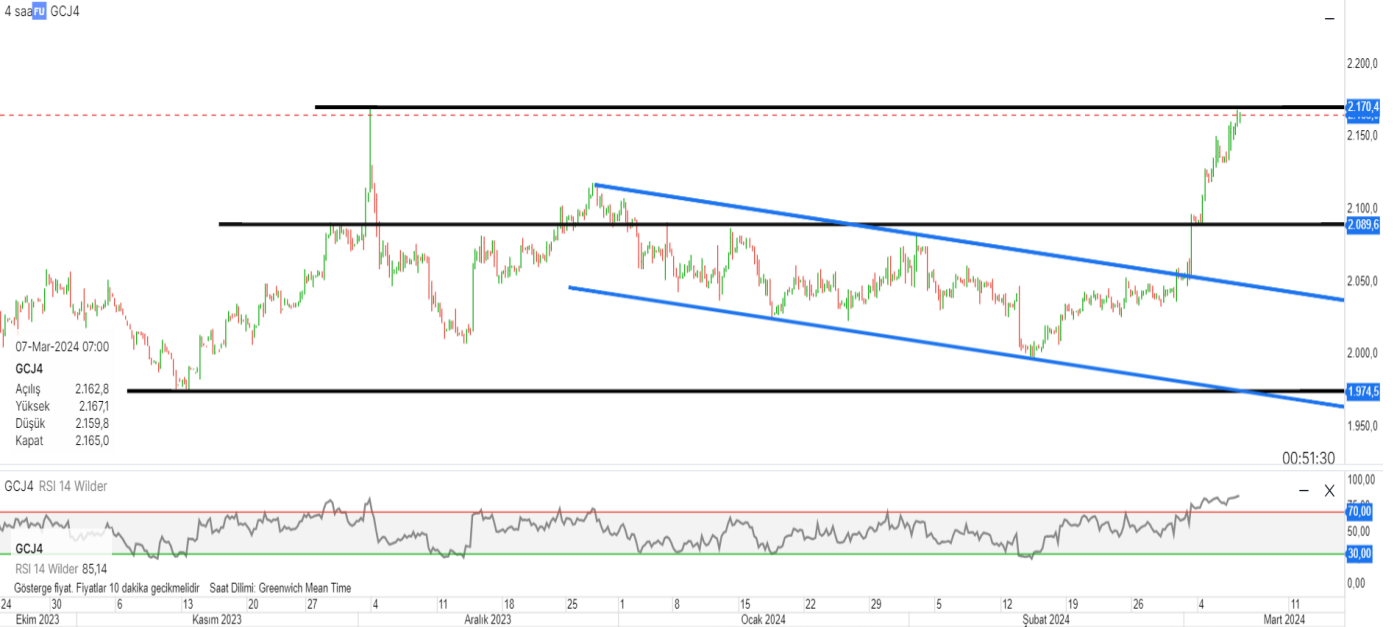 4 saa FU GCJ4
2.200,0
2.170,4
2.150,0
2.100,0
2.089,6
2.050,0
2.000,0
1.974,5
1.950,0
07-Mar-2024 07:00
GCJ4
Açılış 2.162,8
Yüksek 2.167,1
Düşük 2.159,8
Kapat 2.165,0
00:51:30
GCJ4 RSI 14 Wilder
X
100,00
70,00
50,00
30,00
0,00
GCJ4
RSI 14 Wilder 85,14
Gösterge fiyat. Fiyatlar 10 dakika gecikmelidir Saat Dilimi: Greenwich Mean Time
24 30 6 13 20 27 4 11 18 25 1 8 15 22 29 5 12 19 26 4 11
Ekim 2023 Kasım 2023 Aralık 2023 Ocak 2024 Şubat 2024 Mart 2024